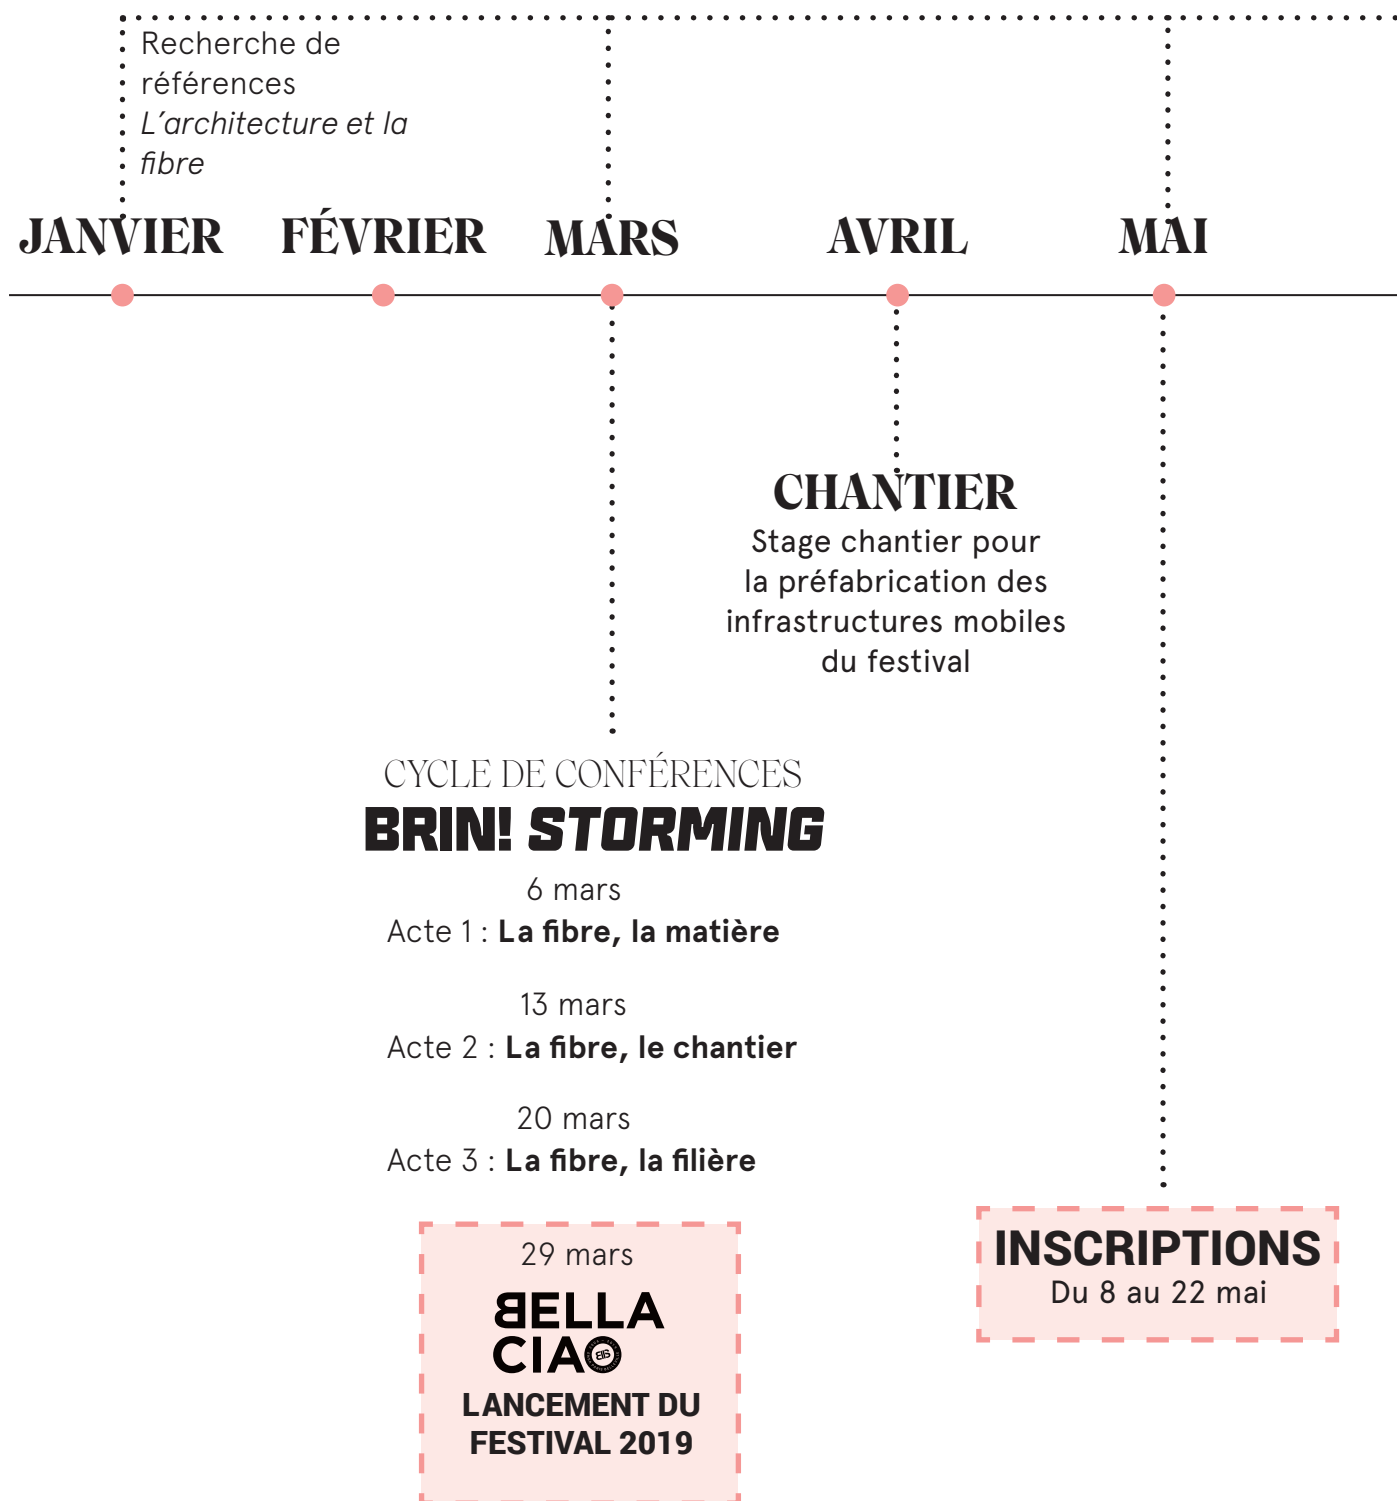 Recherche de
références
L'architecture et la
fibre
JANVIER FÉVRIER MARS AVRIL MAI
CHANTIER
Stage chantier pour
la préfabrication des
infrastructures mobiles
du festival
CYCLE DE CONFÉRENCES
BRIN! STORMING
6 mars
Acte 1 : La fibre, la matière
13 mars
Acte 2 : La fibre, le chantier
20 mars
Acte 3 : La fibre, la filière
29 mars
BELLA
CIAO
LANCEMENT DU
FESTIVAL 2019
INSCRIPTIONS
Du 8 au 22 mai